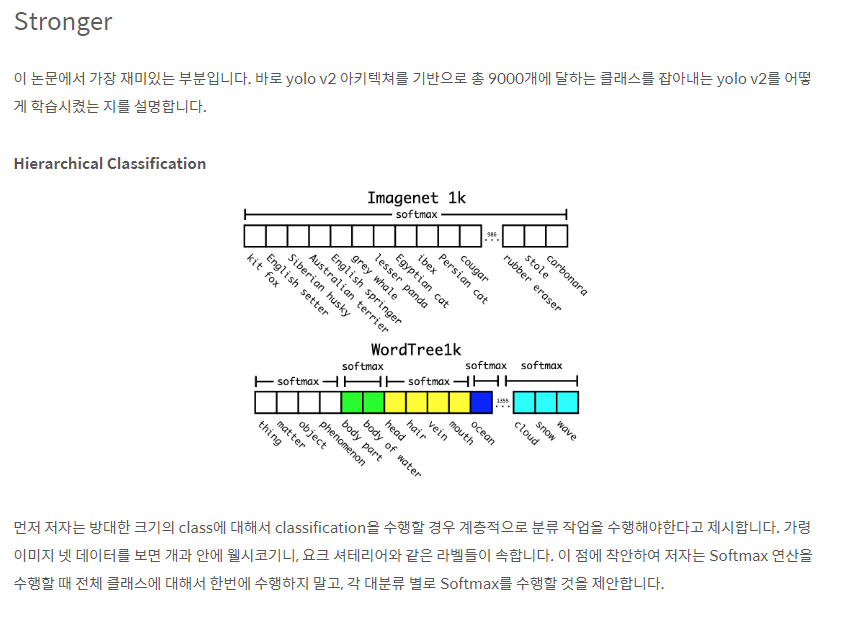 Stronger
이 논문에서 가장 재미있는 부분입니다. 바로 yolo v2 아키텍쳐를 기반으로 총 9000개에 달하는 클래스를 잡아내는 yolo v2를 어떻
게 학습시켰는 지를 설명합니다.
Hierarchical Classification
Imagenet 1k
softmax
986
...
kit fox
English setter
Siberian husky
Australian terrier
English springer
grey whale
lesser panda
Egyptian cat
ibex
Persian cat
cougar
rubber eraser
stole
carbonara
WordTree1k
softmax
softmax
softmax
softmax
softmax
1355
...
thing
matter
object
phenomenon
body part
body of water
head
hair
vein
mouth
ocean
cloud
snow
wave
먼저 저자는 방대한 크기의 class에 대해서 classification을 수행할 경우 계층적으로 분류 작업을 수행해야한다고 제시합니다. 가령
이미지 넷 데이터를 보면 개과 안에 웰시코기니, 요크 셔테리어와 같은 라벨들이 속합니다. 이 점에 착안하여 저자는 Softmax 연산을
수행할 때 전체 클래스에 대해서 한번에 수행하지 말고, 각 대분류 별로 Softmax를 수행할 것을 제안합니다.